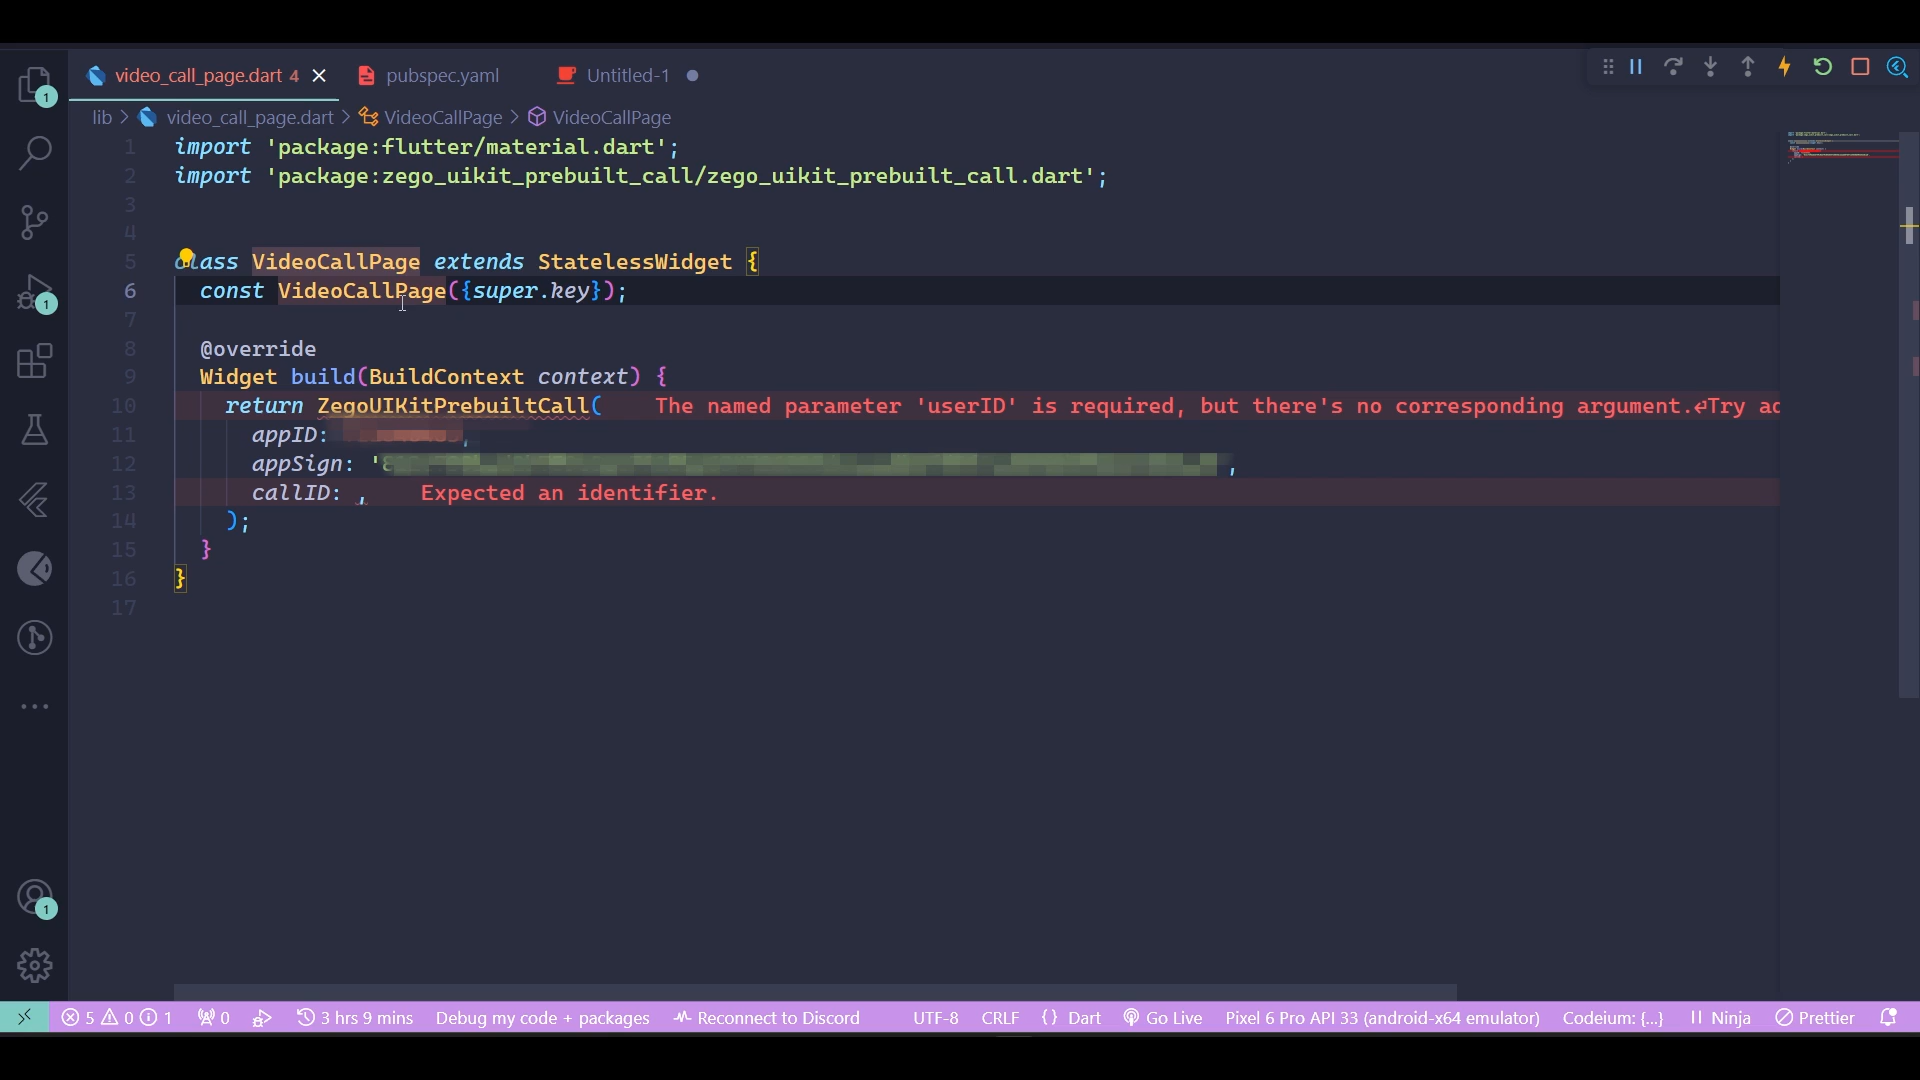 video_call_page.dart 4
pubspec.yaml
Untitled-1
lib > video_call_page.dart > VideoCallPage > VideoCallPage
1 import 'package:flutter/material.dart';
2 import 'package:zego_uikit_prebuilt_call/zego_uikit_prebuilt_call.dart';
3
4
5 class VideoCallPage extends StatelessWidget {
6 const VideoCallPage({super.key});
7
8 @override
9 Widget build(BuildContext context) {
10 return ZegoUIKitPrebuiltCall( The named parameter 'userID' is required, but there's no corresponding argument.↵Try ad
11 appID: ,
12 appSign: ' ,
13 callID: , Expected an identifier.
14 );
15 }
16 }
17
1
1
1
5 0 1 0 3 hrs 9 mins Debug my code + packages Reconnect to Discord UTF-8 CRLF {} Dart Go Live Pixel 6 Pro API 33 (android-x64 emulator) Codeium: {...} Ninja Prettier